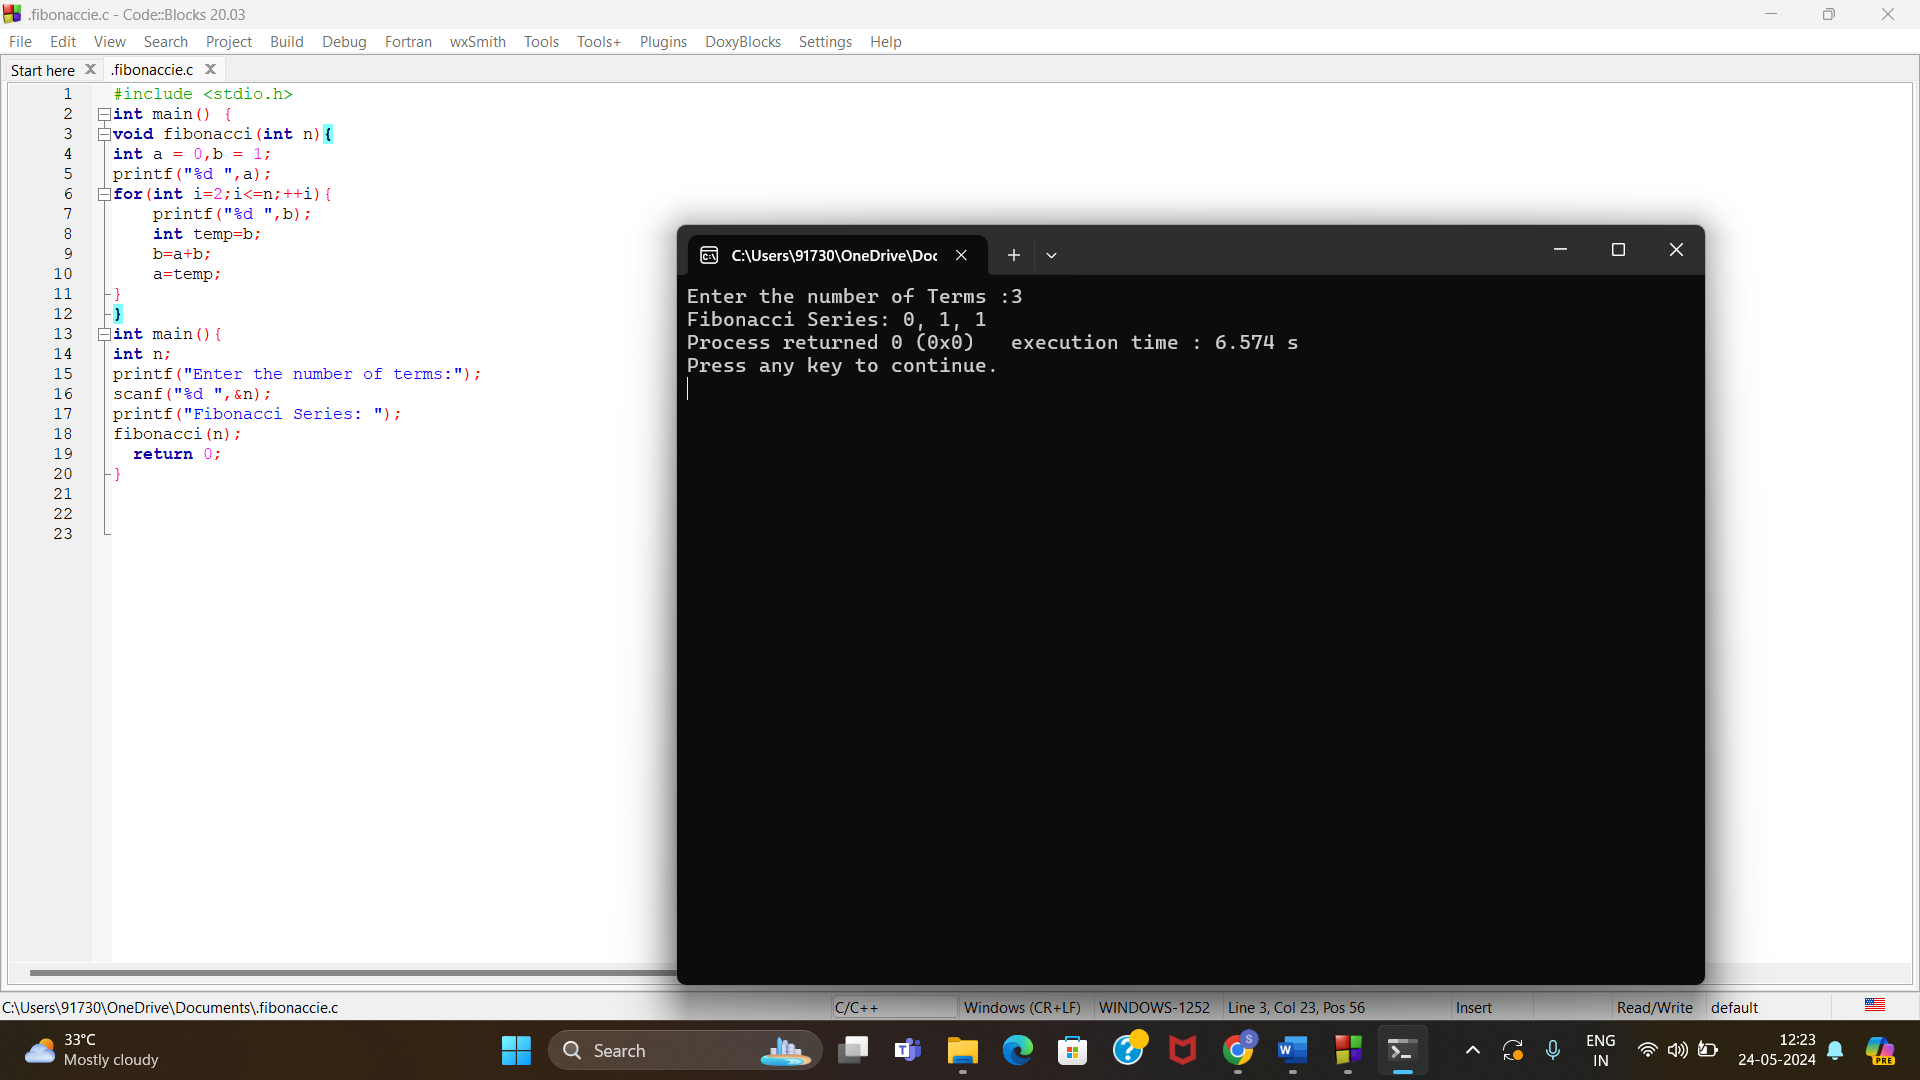 .fibonaccie.c - Code::Blocks 20.03
File Edit View Search Project Build Debug Fortran wxSmith Tools Tools+ Plugins DoxyBlocks Settings Help
Start here .fibonaccie.c
1 #include <stdio.h>
2 int main() {
3 void fibonacci(int n){
4 int a = 0,b = 1;
5 printf("%d ",a);
6 for(int i=2;i<=n;++i){
7 printf("%d ",b);
8 int temp=b;
9 b=a+b;
10 a=temp;
11 }
12 }
13 int main(){
14 int n;
15 printf("Enter the number of terms:");
16 scanf("%d ",&n);
17 printf("Fibonacci Series: ");
18 fibonacci(n);
19 return 0;
20 }
21
22
23
C:\Users\91730\OneDrive\Doc
Enter the number of Terms :3
Fibonacci Series: 0, 1, 1
Process returned 0 (0x0) execution time : 6.574 s
Press any key to continue.
C:\Users\91730\OneDrive\Documents\.fibonaccie.c C/C++ Windows (CR+LF) WINDOWS-1252 Line 3, Col 23, Pos 56 Insert Read/Write default
33°C
Mostly cloudy
Search
ENG
IN
12:23
24-05-2024
PRE